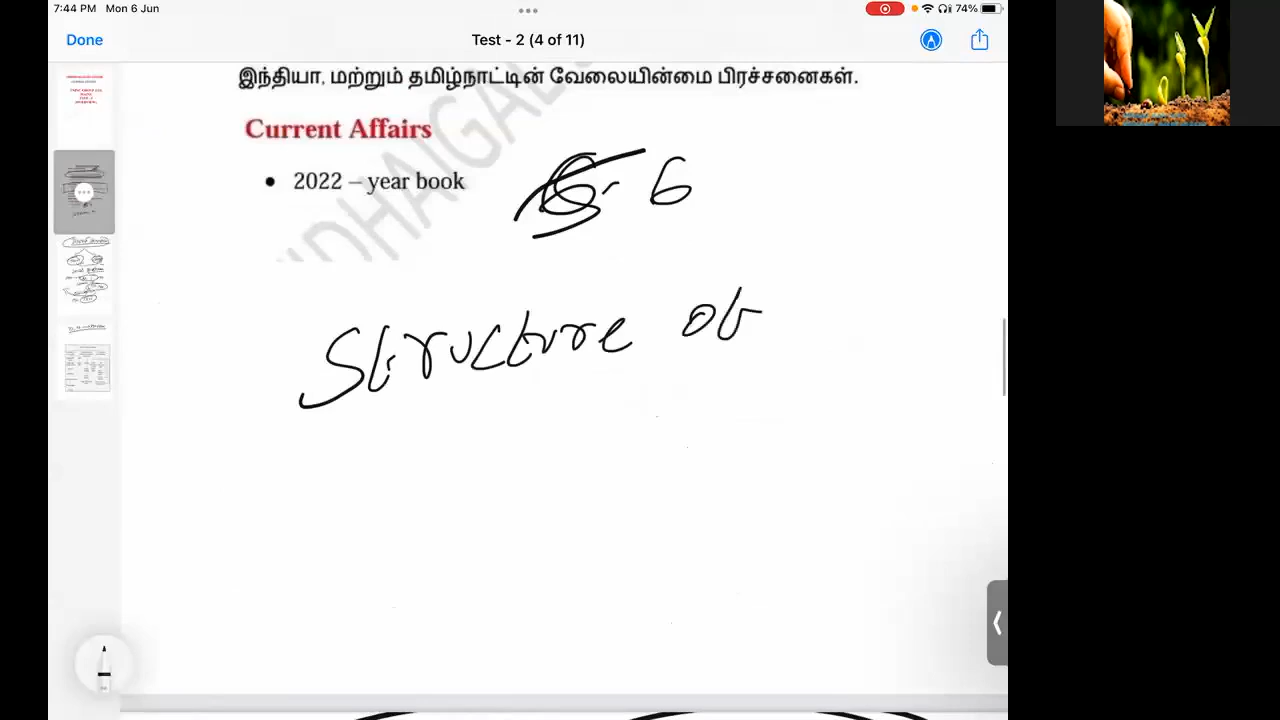 7:44 PM Mon 6 Jun
74%
Done
Test - 2 (4 of 11)
இந்தியா, மற்றும் தமிழ்நாட்டின் வேலையின்மை பிரச்சனைகள்.
Current Affairs
• 2022 – year book
6
Structure of